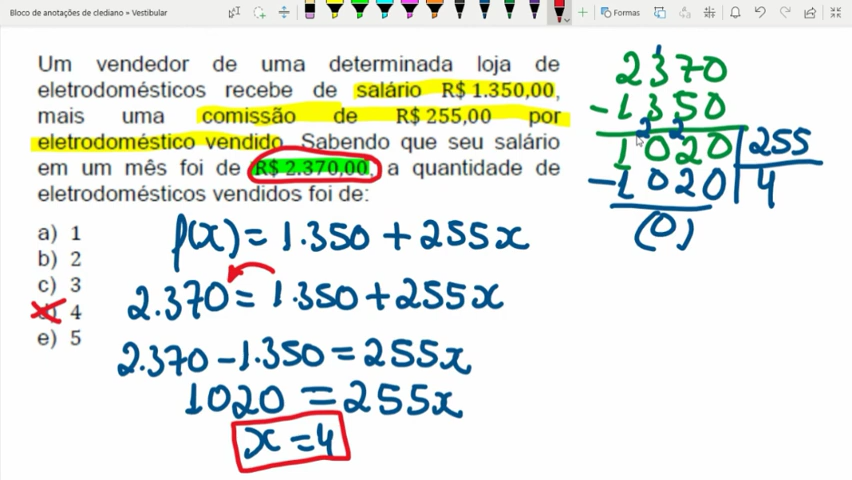 Bloco de anotações de clediano » Vestibular
Formas
Um vendedor de uma determinada loja de
eletrodomésticos recebe de salário R$ 1.350,00,
mais uma comissão de R$ 255,00 por
eletrodoméstico vendido. Sabendo que seu salário
em um mês foi de R$ 2.370,00, a quantidade de
eletrodomésticos vendidos foi de:
a) 1
b) 2
c) 3
d) 4
e) 5
f(x) = 1.350 + 255x
2.370 = 1.350 + 255x
2.370 - 1.350 = 255x
1020 = 255x
x = 4
1
2370
-1350
2 2
1020 255
-1020 4
(0)